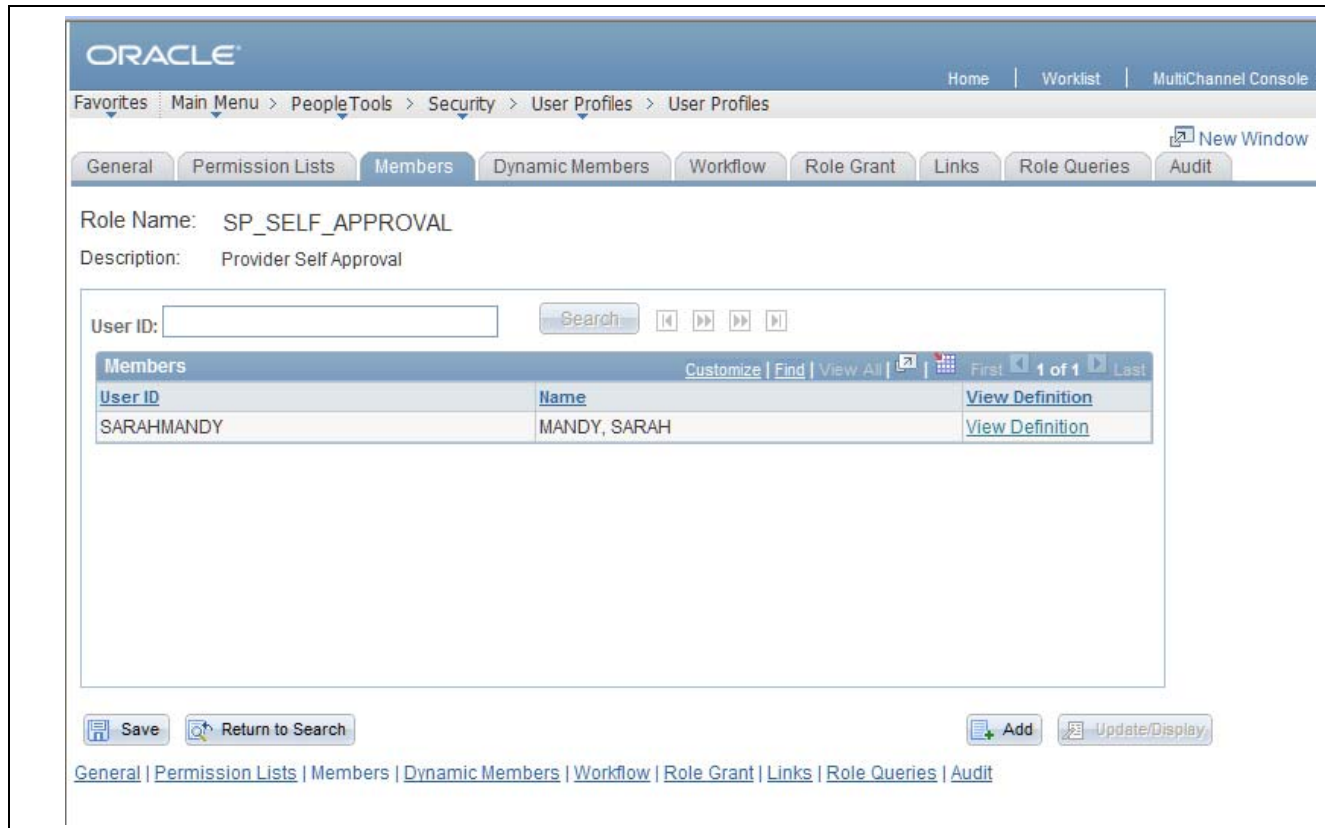 ORACLE
Home | Worklist | MultiChannel Console
Favorites Main Menu > PeopleTools > Security > User Profiles > User Profiles
New Window
General Permission Lists Members Dynamic Members Workflow Role Grant Links Role Queries Audit
Role Name: SP_SELF_APPROVAL
Description: Provider Self Approval
User ID: Search
Members Customize | Find | View All | | First 1 of 1 Last
User ID Name View Definition
SARAHMANDY MANDY, SARAH View Definition
Save Return to Search Add Update/Display
General | Permission Lists | Members | Dynamic Members | Workflow | Role Grant | Links | Role Queries | Audit